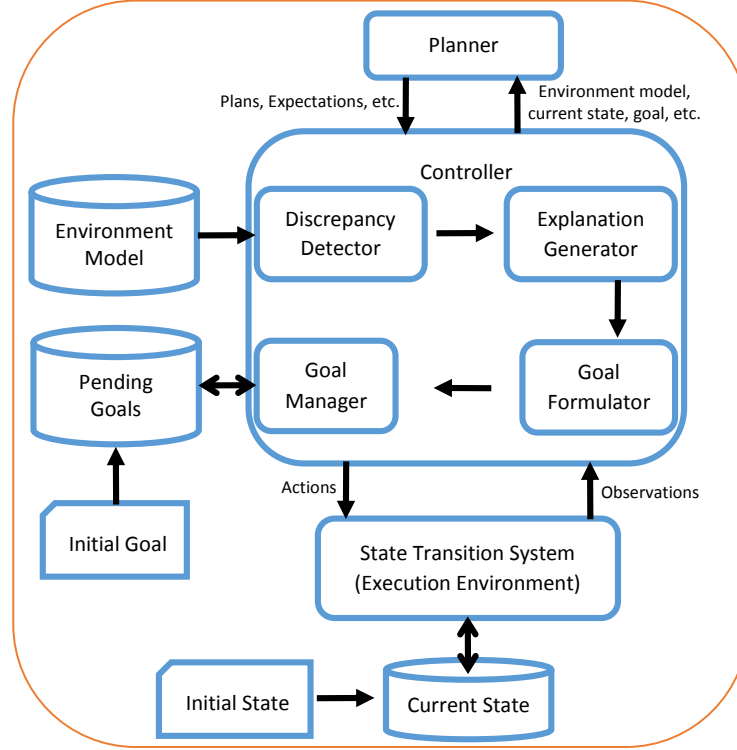 Planner
Plans, Expectations, etc.
Environment model,
current state, goal, etc.
Controller
Environment
Model
Discrepancy
Detector
Explanation
Generator
Pending
Goals
Goal
Manager
Goal
Formulator
Initial Goal
Actions
Observations
State Transition System
(Execution Environment)
Initial State
Current State